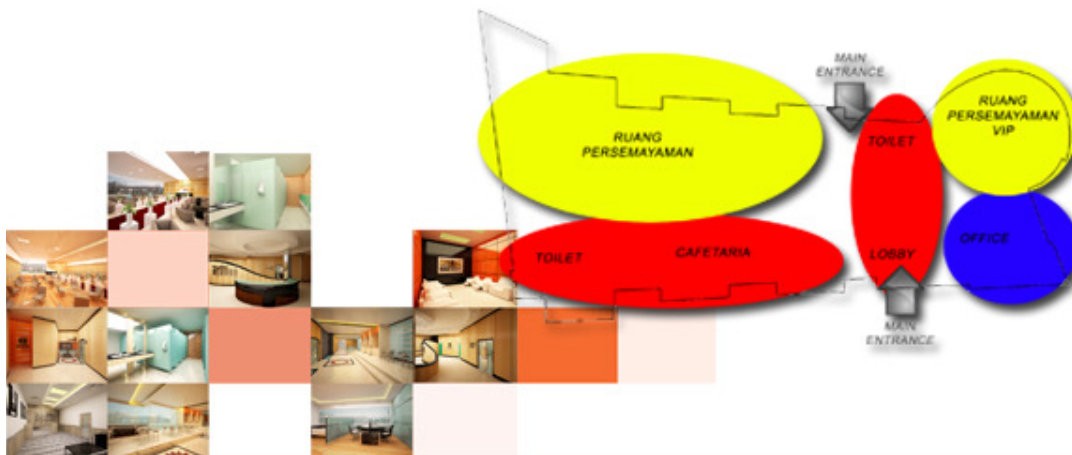 MAIN
ENTRANCE
RUANG
PERSEMAYAMAN
VIP
RUANG
PERSEMAYAMAN
TOILET
TOILET
CAFETARIA
LOBBY
OFFICE
MAIN
ENTRANCE